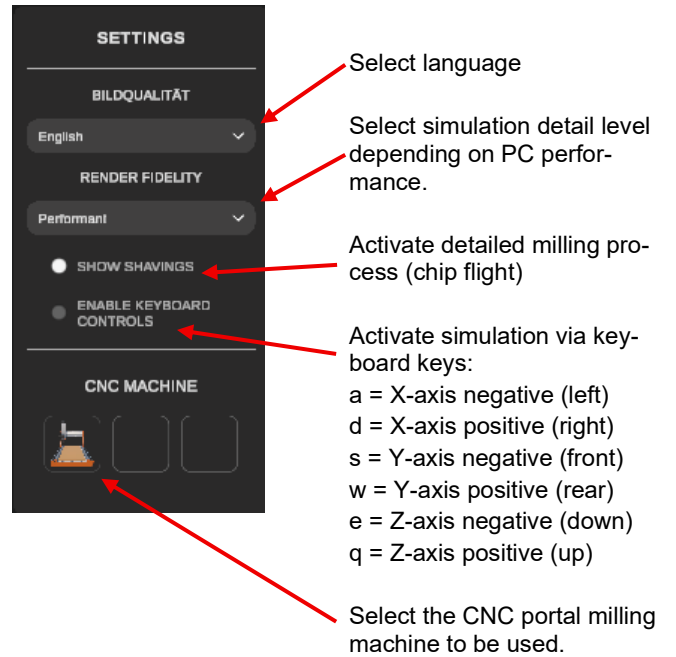 SETTINGS
BILDQUALITÄT
English
RENDER FIDELITY
Performant
SHOW SHAVINGS
ENABLE KEYBOARD
CONTROLS
CNC MACHINE
Select language
Select simulation detail level
depending on PC perfor-
mance.
Activate detailed milling pro-
cess (chip flight)
Activate simulation via key-
board keys:
a = X-axis negative (left)
d = X-axis positive (right)
s = Y-axis negative (front)
w = Y-axis positive (rear)
e = Z-axis negative (down)
q = Z-axis positive (up)
Select the CNC portal milling
machine to be used.